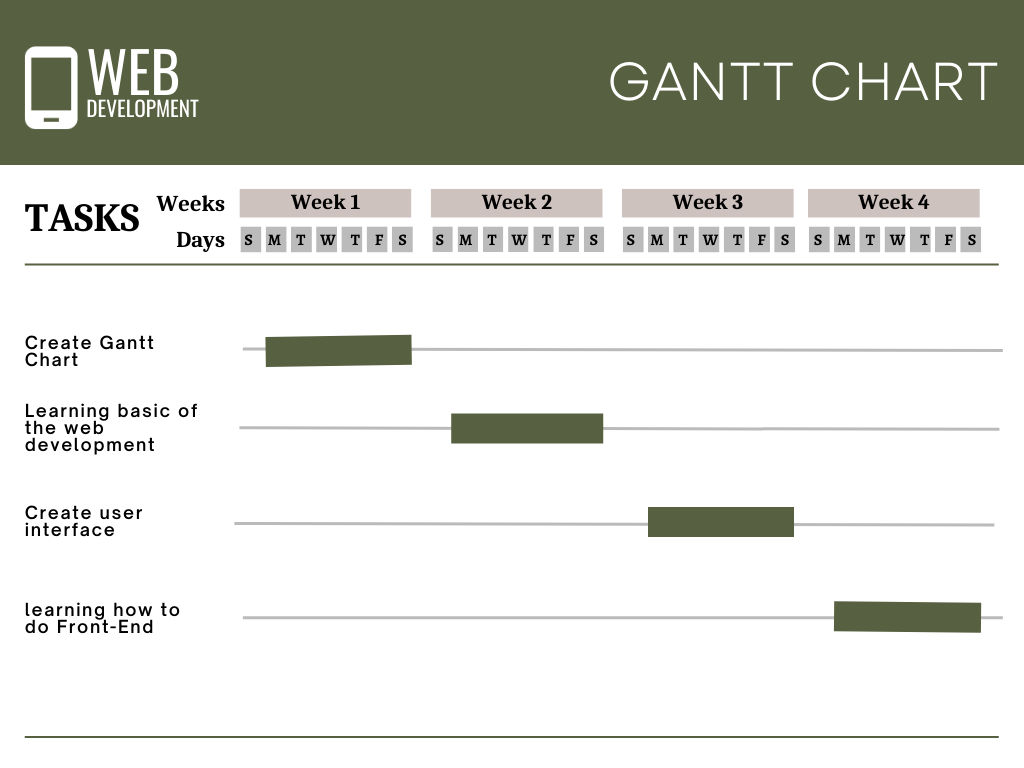 WEB
DEVELOPMENT
GANTT CHART
TASKS
Weeks
Week 1
Week 2
Week 3
Week 4
Days
S M T W T F S
S M T W T F S
S M T W T F S
S M T W T F S
Create Gantt
Chart
Learning basic of
the web
development
Create user
interface
learning how to
do Front-End